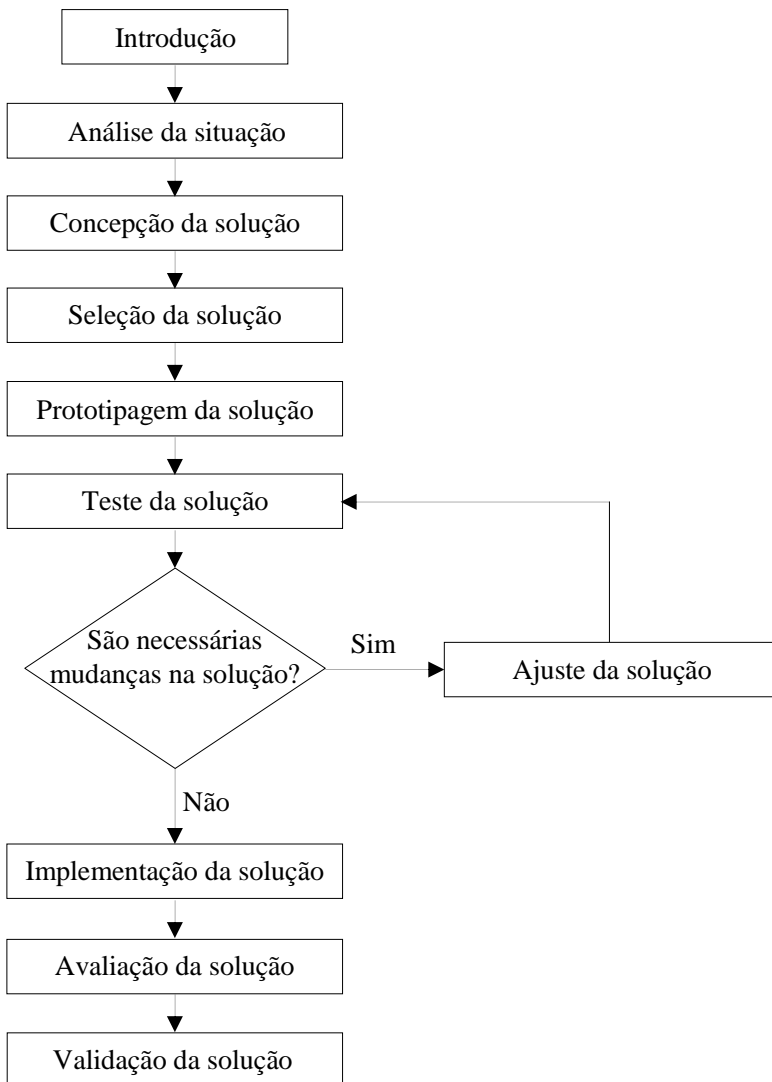 Introdução
Análise da situação
Concepção da solução
Seleção da solução
Prototipagem da solução
Teste da solução
São necessárias
mudanças na solução?
Sim
Ajuste da solução
Não
Implementação da solução
Avaliação da solução
Validação da solução